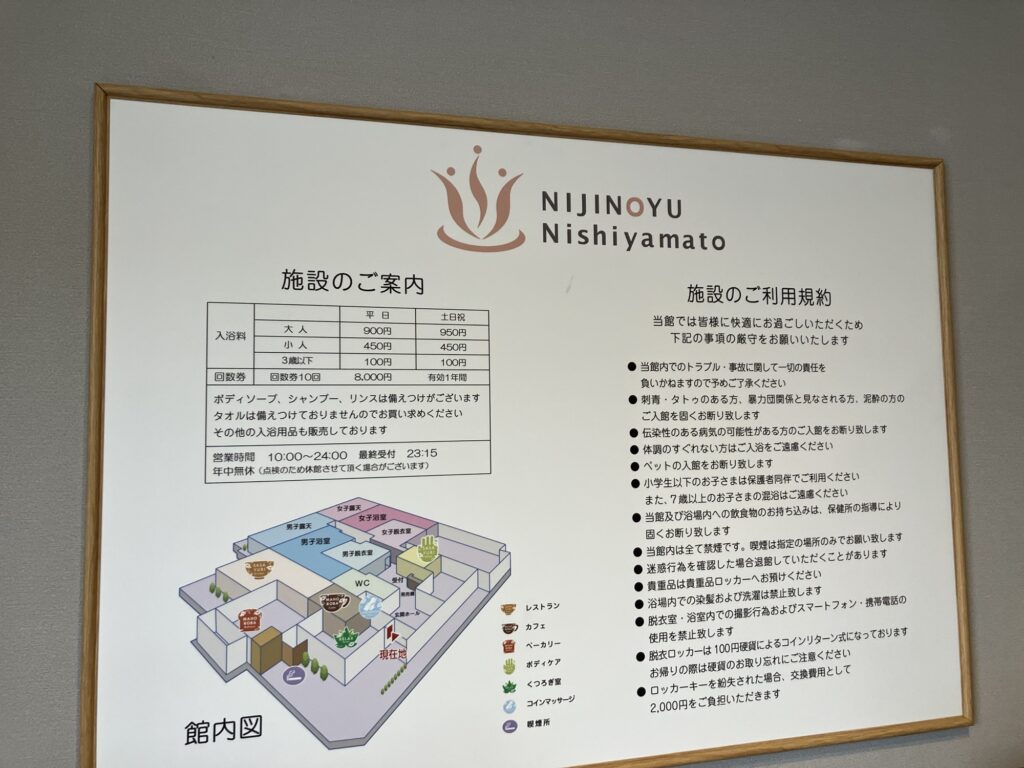 NIJINOYU
Nishiyamato
施設のご案内
入浴料 平日 土日祝
大人 900円 950円
小人 450円 450円
3歳以下 100円 100円
回数券 回数券10回 8,000円 有効1年間
ボディソープ、シャンプー、リンスは備えつけがございます
タオルは備えつけておりませんのでお買い求めください
その他の入浴用品も販売しております
営業時間 10:00〜24:00 最終受付 23:15
年中無休(点検のため休館させて頂く場合がございます)
女子露天
女子浴室
男子露天
女子脱衣室
男子浴室
男子脱衣室
WC
受付
玄関ホール
MAHOROBA
RELAX
現在地
館内図
レストラン
カフェ
ベーカリー
ボディケア
くつろぎ室
コインマッサージ
喫煙所
施設のご利用規約
当館では皆様に快適にお過ごしいただくため
下記の事項の厳守をお願いいたします
●当館内でのトラブル・事故に関して一切の責任を
負いかねますので予めご了承ください
●刺青・タトゥのある方、暴力団関係と見なされる方、泥酔の方の
ご入館を固くお断り致します
●伝染性のある病気の可能性がある方のご入館をお断り致します
●体調のすぐれない方はご入浴をご遠慮ください
●ペットの入館をお断り致します
●小学生以下のお子さまは保護者同伴でご利用ください
また、7歳以上のお子さまの混浴はご遠慮ください
●当館及び浴場内への飲食物のお持ち込みは、保健所の指導により
固くお断り致します
●当館内は全て禁煙です。喫煙は指定の場所のみでお願い致します
●迷惑行為を確認した場合退館していただくことがあります
●貴重品は貴重品ロッカーへお預けください
●浴場内での染髪および洗濯は禁止致します
●脱衣室・浴室内での撮影行為およびスマートフォン・携帯電話の
使用を禁止致します
●脱衣ロッカーは100円硬貨によるコインリターン式になっております
お帰りの際は硬貨のお取り忘れにご注意ください
●ロッカーキーを紛失された場合、交換費用として
2,000円をご負担いただきます